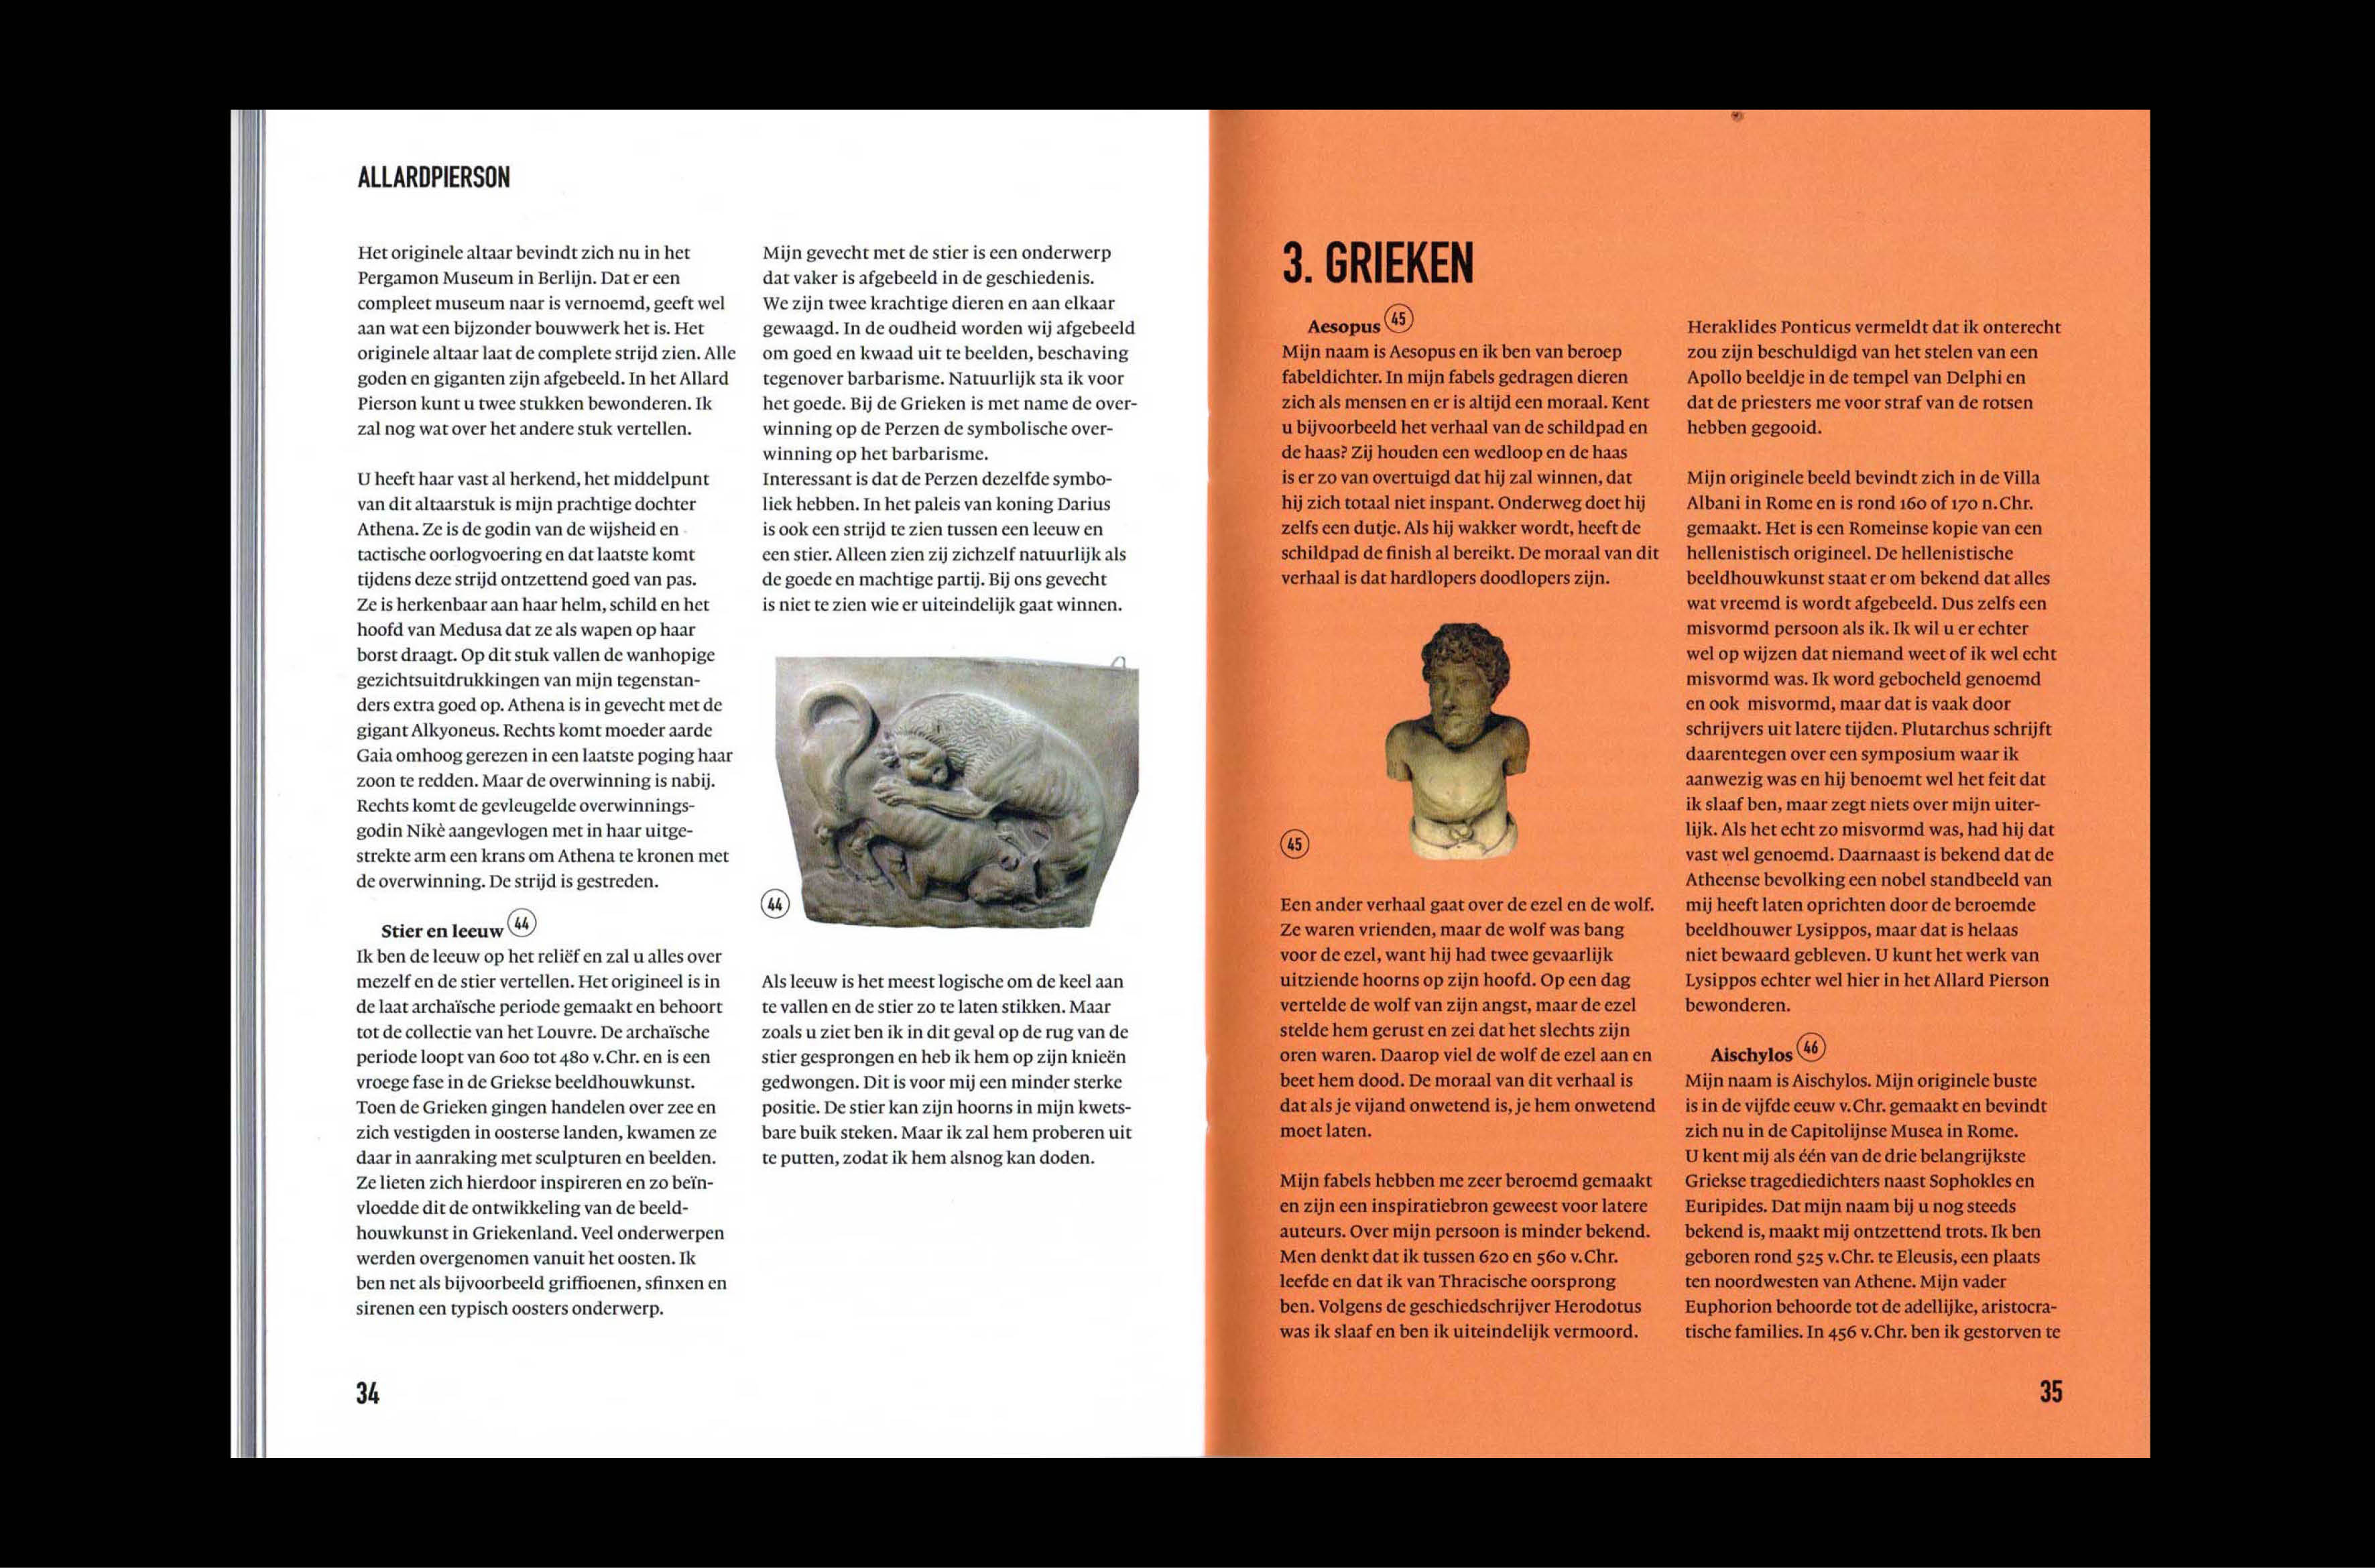 ALLARDPIERSON
Het originele altaar bevindt zich nu in het
Pergamon Museum in Berlijn. Dat er een
compleet museum naar is vernoemd, geeft wel
aan wat een bijzonder bouwwerk het is. Het
originele altaar laat de complete strijd zien. Alle
goden en giganten zijn afgebeeld. In het Allard
Pierson kunt u twee stukken bewonderen. Ik
zal nog wat over het andere stuk vertellen.
U heeft haar vast al herkend, het middelpunt
van dit altaarstuk is mijn prachtige dochter
Athena. Ze is de godin van de wijsheid en
tactische oorlogvoering en dat laatste komt
tijdens deze strijd ontzettend goed van pas.
Ze is herkenbaar aan haar helm, schild en het
hoofd van Medusa dat ze als wapen op haar
borst draagt. Op dit stuk vallen de wanhopige
gezichtsuitdrukkingen van mijn tegenstan-
ders extra goed op. Athena is in gevecht met de
gigant Alkyoneus. Rechts komt moeder aarde
Gaia omhoog gerezen in een laatste poging haar
zoon te redden. Maar de overwinning is nabij.
Rechts komt de gevleugelde overwinnings-
godin Nikè aangevlogen met in haar uitge-
strekte arm een krans om Athena te kronen met
de overwinning. De strijd is gestreden.
Stier en leeuw 44
Ik ben de leeuw op het reliëf en zal u alles over
mezelf en de stier vertellen. Het origineel is in
de laat archaïsche periode gemaakt en behoort
tot de collectie van het Louvre. De archaïsche
periode loopt van 600 tot 480 v.Chr. en is een
vroege fase in de Griekse beeldhouwkunst.
Toen de Grieken gingen handelen over zee en
zich vestigden in oosterse landen, kwamen ze
daar in aanraking met sculpturen en beelden.
Ze lieten zich hierdoor inspireren en zo beïn-
vloedde dit de ontwikkeling van de beeld-
houwkunst in Griekenland. Veel onderwerpen
werden overgenomen vanuit het oosten. Ik
ben net als bijvoorbeeld griffioenen, sfinxen en
sirenen een typisch oosters onderwerp.
Mijn gevecht met de stier is een onderwerp
dat vaker is afgebeeld in de geschiedenis.
We zijn twee krachtige dieren en aan elkaar
gewaagd. In de oudheid worden wij afgebeeld
om goed en kwaad uit te beelden, beschaving
tegenover barbarisme. Natuurlijk sta ik voor
het goede. Bij de Grieken is met name de over-
winning op de Perzen de symbolische over-
winning op het barbarisme.
Interessant is dat de Perzen dezelfde symbo-
liek hebben. In het paleis van koning Darius
is ook een strijd te zien tussen een leeuw en
een stier. Alleen zien zij zichzelf natuurlijk als
de goede en machtige partij. Bij ons gevecht
is niet te zien wie er uiteindelijk gaat winnen.
44
Als leeuw is het meest logische om de keel aan
te vallen en de stier zo te laten stikken. Maar
zoals u ziet ben ik in dit geval op de rug van de
stier gesprongen en heb ik hem op zijn knieën
gedwongen. Dit is voor mij een minder sterke
positie. De stier kan zijn hoorns in mijn kwets-
bare buik steken. Maar ik zal hem proberen uit
te putten, zodat ik hem alsnog kan doden.
34
3. GRIEKEN
Aesopus 45
Mijn naam is Aesopus en ik ben van beroep
fabeldichter. In mijn fabels gedragen dieren
zich als mensen en er is altijd een moraal. Kent
u bijvoorbeeld het verhaal van de schildpad en
de haas? Zij houden een wedloop en de haas
is er zo van overtuigd dat hij zal winnen, dat
hij zich totaal niet inspant. Onderweg doet hij
zelfs een dutje. Als hij wakker wordt, heeft de
schildpad de finish al bereikt. De moraal van dit
verhaal is dat hardlopers doodlopers zijn.
45
Een ander verhaal gaat over de ezel en de wolf.
Ze waren vrienden, maar de wolf was bang
voor de ezel, want hij had twee gevaarlijk
uitziende hoorns op zijn hoofd. Op een dag
vertelde de wolf van zijn angst, maar de ezel
stelde hem gerust en zei dat het slechts zijn
oren waren. Daarop viel de wolf de ezel aan en
beet hem dood. De moraal van dit verhaal is
dat als je vijand onwetend is, je hem onwetend
moet laten.
Mijn fabels hebben me zeer beroemd gemaakt
en zijn een inspiratiebron geweest voor latere
auteurs. Over mijn persoon is minder bekend.
Men denkt dat ik tussen 620 en 560 v.Chr.
leefde en dat ik van Thracische oorsprong
ben. Volgens de geschiedschrijver Herodotus
was ik slaaf en ben ik uiteindelijk vermoord.
Heraklides Ponticus vermeldt dat ik onterecht
zou zijn beschuldigd van het stelen van een
Apollo beeldje in de tempel van Delphi en
dat de priesters me voor straf van de rotsen
hebben gegooid.
Mijn originele beeld bevindt zich in de Villa
Albani in Rome en is rond 160 of 170 n.Chr.
gemaakt. Het is een Romeinse kopie van een
hellenistisch origineel. De hellenistische
beeldhouwkunst staat er om bekend dat alles
wat vreemd is wordt afgebeeld. Dus zelfs een
misvormd persoon als ik. Ik wil u er echter
wel op wijzen dat niemand weet of ik wel echt
misvormd was. Ik word gebocheld genoemd
en ook misvormd, maar dat is vaak door
schrijvers uit latere tijden. Plutarchus schrijft
daarentegen over een symposium waar ik
aanwezig was en hij benoemt wel het feit dat
ik slaaf ben, maar zegt niets over mijn uiter-
lijk. Als het echt zo misvormd was, had hij dat
vast wel genoemd. Daarnaast is bekend dat de
Atheense bevolking een nobel standbeeld van
mij heeft laten oprichten door de beroemde
beeldhouwer Lysippos, maar dat is helaas
niet bewaard gebleven. U kunt het werk van
Lysippos echter wel hier in het Allard Pierson
bewonderen.
Aischylos 46
Mijn naam is Aischylos. Mijn originele buste
is in de vijfde eeuw v.Chr. gemaakt en bevindt
zich nu in de Capitolijnse Musea in Rome.
U kent mij als één van de drie belangrijkste
Griekse tragediedichters naast Sophokles en
Euripides. Dat mijn naam bij u nog steeds
bekend is, maakt mij ontzettend trots. Ik ben
geboren rond 525 v.Chr. te Eleusis, een plaats
ten noordwesten van Athene. Mijn vader
Euphorion behoorde tot de adellijke, aristocra-
tische families. In 456 v.Chr. ben ik gestorven te
35